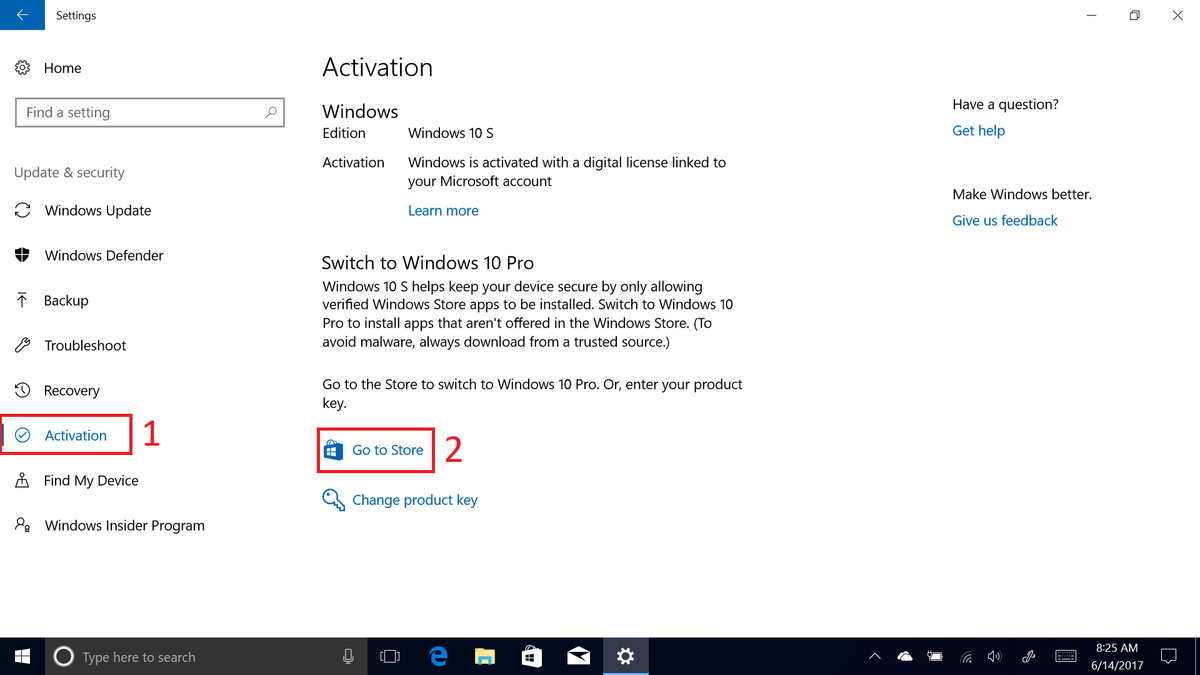 Settings
Home
Find a setting
Update & security
Windows Update
Windows Defender
Backup
Troubleshoot
Recovery
Activation 1
Find My Device
Windows Insider Program
Activation
Windows
Edition Windows 10 S
Activation Windows is activated with a digital license linked to
your Microsoft account
Learn more
Switch to Windows 10 Pro
Windows 10 S helps keep your device secure by only allowing
verified Windows Store apps to be installed. Switch to Windows 10
Pro to install apps that aren't offered in the Windows Store. (To
avoid malware, always download from a trusted source.)
Go to the Store to switch to Windows 10 Pro. Or, enter your product
key.
Go to Store 2
Change product key
Have a question?
Get help
Make Windows better.
Give us feedback
Type here to search
8:25 AM
6/14/2017